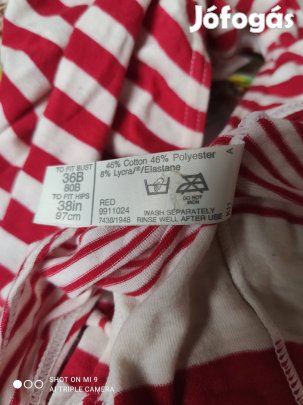 Jófogás
TO FIT BUST
36B
80B
TO FIT HIPS
38in
97cm
46% Cotton 46% Polyester
8% Lycra®/Elastane
A
DO NOT
IRON
RED
9911024
7438/1948
WASH SEPARATELY
RINSE WELL AFTER USE
SHOT ON MI 9
AI TRIPLE CAMERA